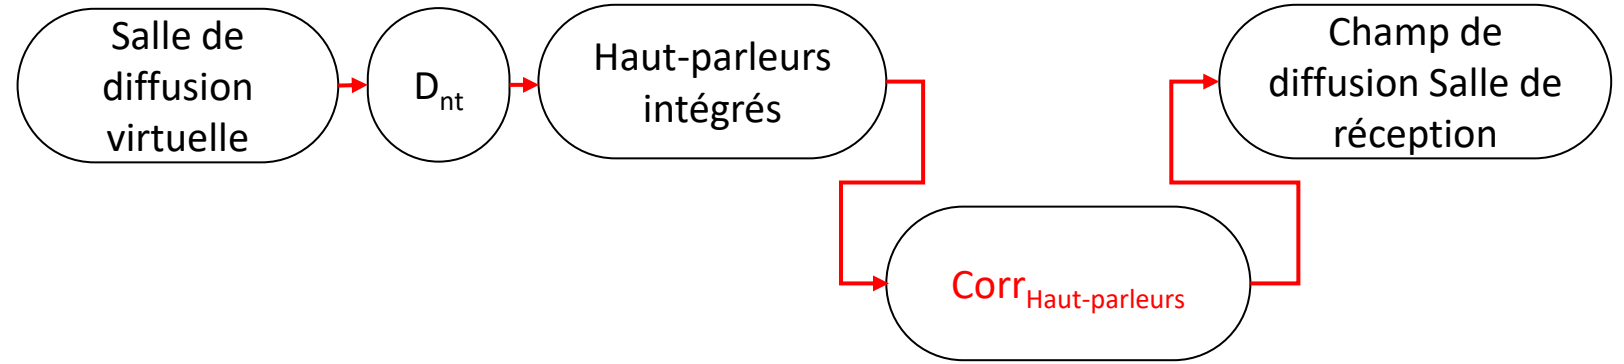 Salle de
diffusion
virtuelle
Dnt
Haut-parleurs
intégrés
CorrHaut-parleurs
Champ de
diffusion Salle de
réception